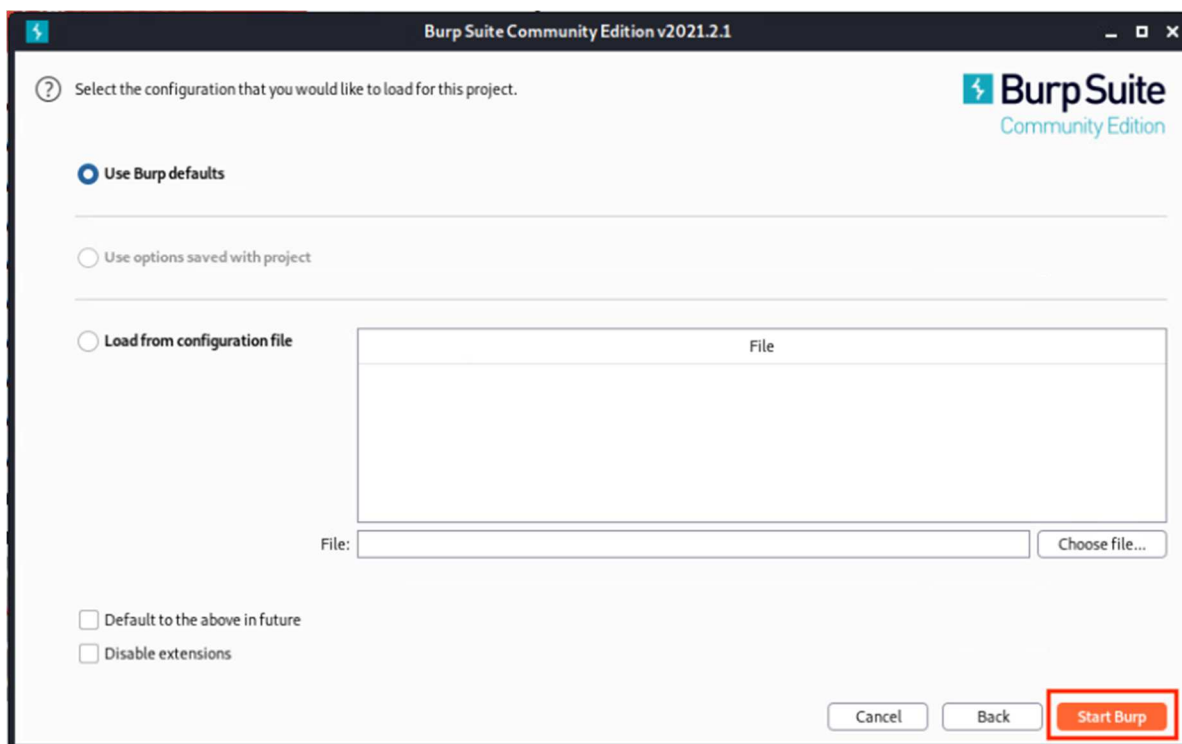 Burp Suite Community Edition v2021.2.1
? Select the configuration that you would like to load for this project.
Burp Suite
Community Edition
Use Burp defaults
Use options saved with project
Load from configuration file
File
File:
Choose file...
Default to the above in future
Disable extensions
Cancel Back Start Burp